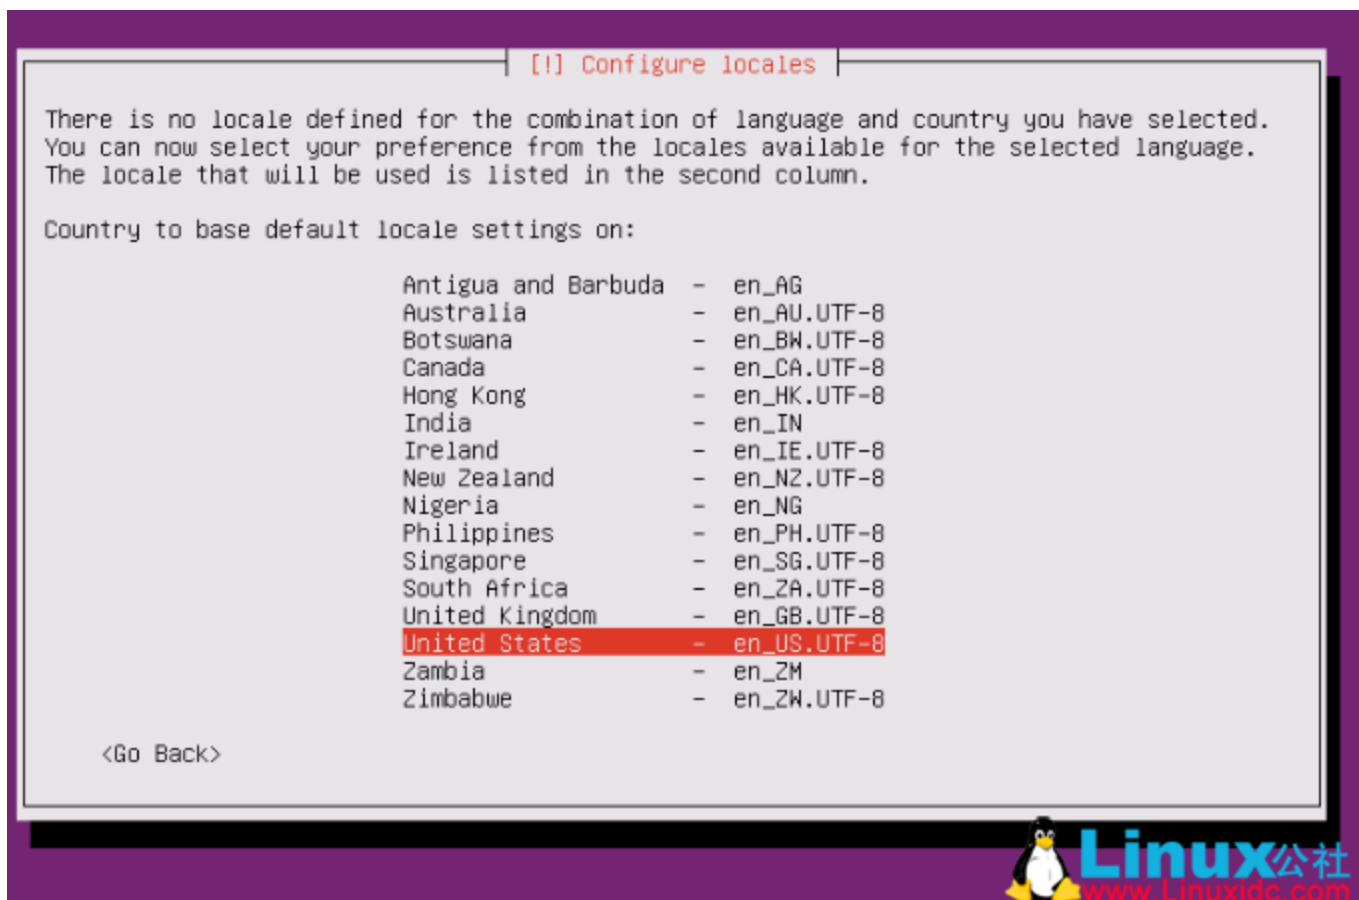 [!] Configure locales
There is no locale defined for the combination of language and country you have selected.
You can now select your preference from the locales available for the selected language.
The locale that will be used is listed in the second column.
Country to base default locale settings on:
Antigua and Barbuda - en_AG
Australia - en_AU.UTF-8
Botswana - en_BW.UTF-8
Canada - en_CA.UTF-8
Hong Kong - en_HK.UTF-8
India - en_IN
Ireland - en_IE.UTF-8
New Zealand - en_NZ.UTF-8
Nigeria - en_NG
Philippines - en_PH.UTF-8
Singapore - en_SG.UTF-8
South Africa - en_ZA.UTF-8
United Kingdom - en_GB.UTF-8
United States - en_US.UTF-8
Zambia - en_ZM
Zimbabwe - en_ZW.UTF-8
<Go Back>
Linux公社
www.Linuxidc.com